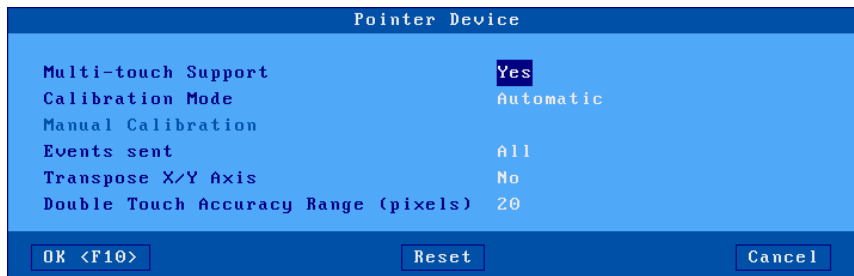 Pointer Device
Multi-touch Support Yes
Calibration Mode Automatic
Manual Calibration
Events sent All
Transpose X/Y Axis No
Double Touch Accuracy Range (pixels) 20
OK <F10> Reset Cancel